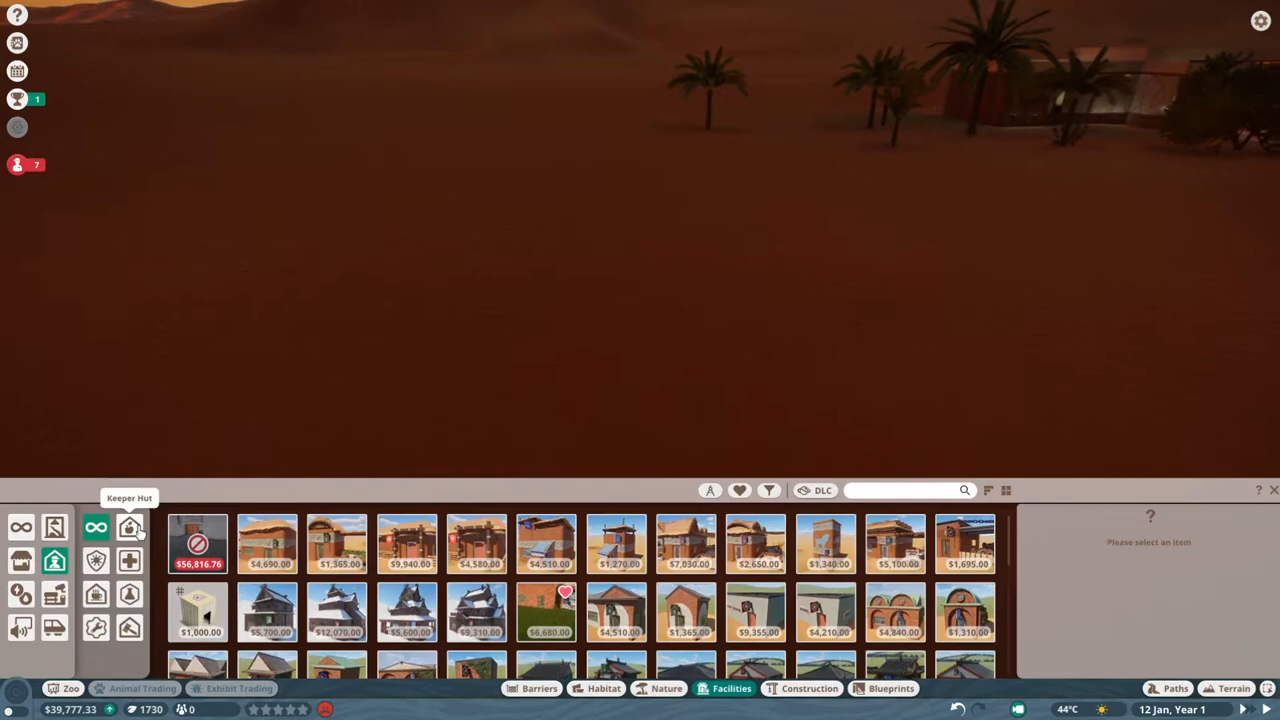 ?
1
7
Keeper Hut
DLC
?
$56,816.76
$4,690.00
$1,365.00
$9,940.00
$4,580.00
$4,510.00
$1,270.00
$7,030.00
$2,650.00
$1,340.00
$5,100.00
$1,695.00
?
Please select an item
#
$1,000.00
$5,700.00
$12,070.00
$5,600.00
$9,310.00
$6,680.00
$4,510.00
$1,365.00
$9,355.00
$4,210.00
$4,840.00
$1,310.00
Zoo
Animal Trading
Exhibit Trading
Barriers
Habitat
Nature
Facilities
Construction
Blueprints
Paths
Terrain
$39,777.33
1730
0
44°C
12 Jan, Year 1